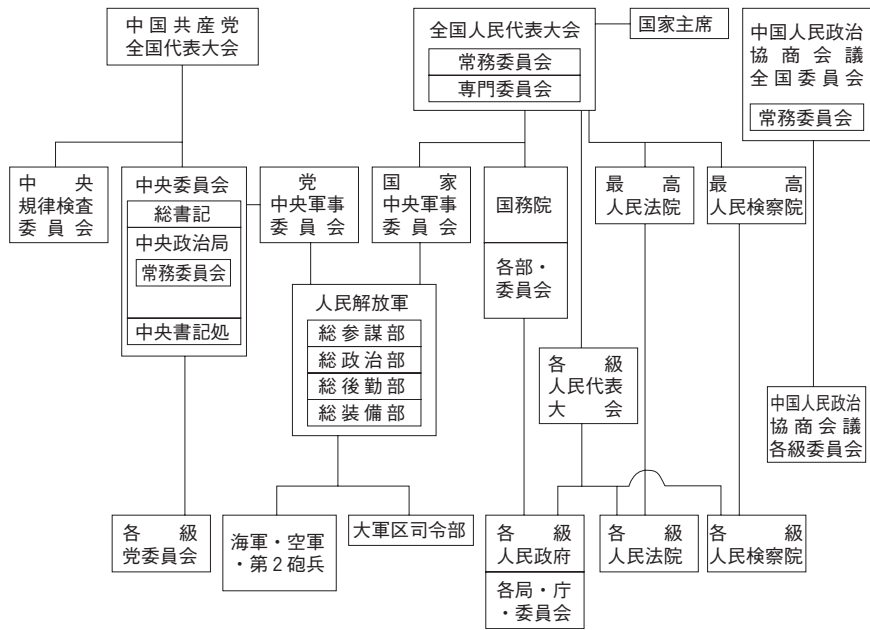 中国共産党
全国代表大会
全国人民代表大会
常務委員会
専門委員会
国家主席
中国人民政治
協商会議
全国委員会
常務委員会
中央
規律検査
委員会
中央委員会
総書記
中央政治局
常務委員会
中央書記処
党
中央軍事
委員会
国家
中央軍事
委員会
国務院
各部・
委員会
最高
人民法院
最高
人民検察院
人民解放軍
総参謀部
総政治部
総後勤部
総装備部
各級
人民代表
大会
中国人民政治
協商会議
各級委員会
各級
党委員会
海軍・空軍
・第2砲兵
大軍区司令部
各級
人民政府
各局・庁
・委員会
各級
人民法院
各級
人民検察院